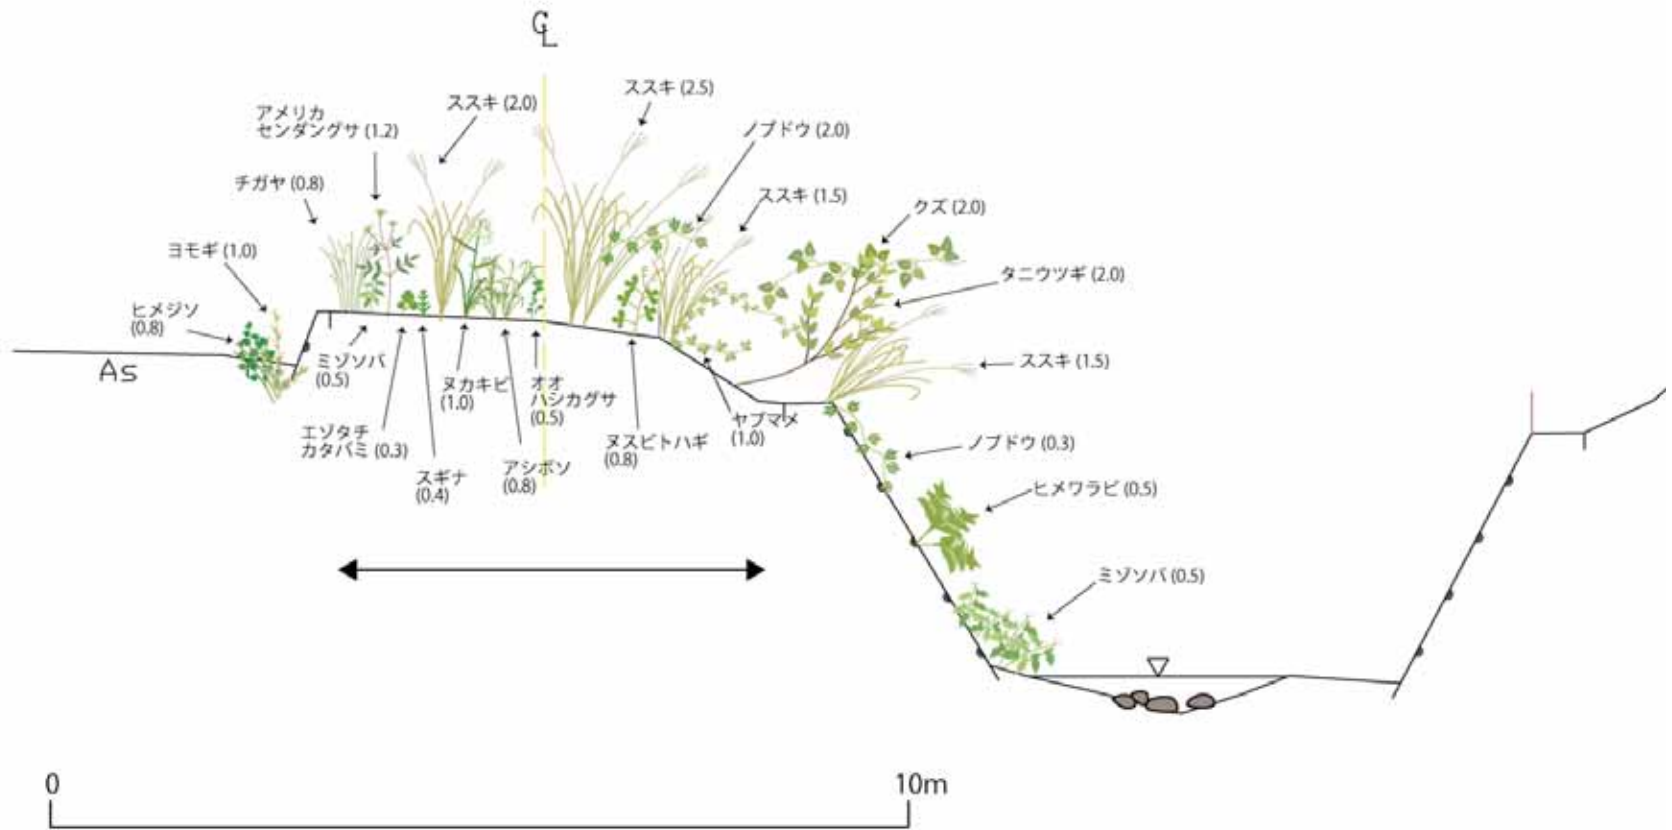 ℄
ススキ (2.5)
ススキ (2.0)
アメリカ
センダングサ (1.2)
ノブドウ (2.0)
チガヤ (0.8)
ススキ (1.5)
クズ (2.0)
ヨモギ (1.0)
タニウツギ (2.0)
ヒメジソ
(0.8)
As
ミゾソバ
(0.5)
ススキ (1.5)
ヌカキビ
(1.0)
オオ
ハシカグサ
(0.5)
ヤブマメ
(1.0)
エゾタチ
カタバミ (0.3)
ヌスビトハギ
(0.8)
ノブドウ (0.3)
スギナ
(0.4)
アシボソ
(0.8)
ヒメワラビ (0.5)
ミゾソバ (0.5)
0
10m